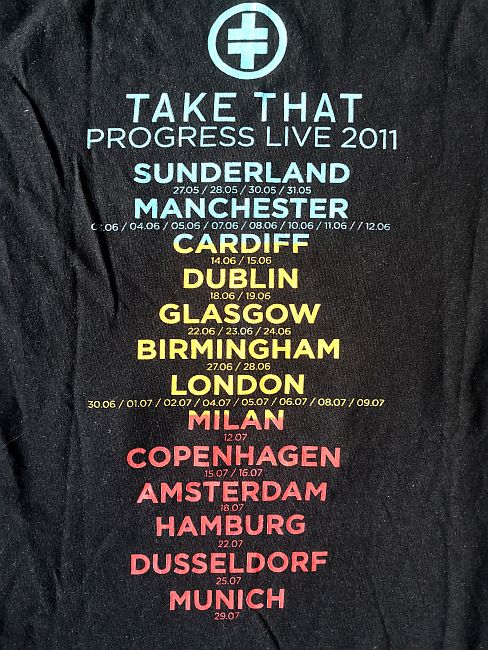 TAKE THAT
PROGRESS LIVE 2011
SUNDERLAND
27.05 / 28.05 / 30.05 / 31.05
MANCHESTER
/ 04.06 / 05.06 / 07.06 / 08.06 / 10.06 / 11.06 / / 12.06
CARDIFF
14.06 / 15.06
DUBLIN
18.06 / 19.06
GLASGOW
22.06 / 23.06 / 24.06
BIRMINGHAM
27.06 / 28.06
LONDON
30.06 / 01.07 / 02.07 / 04.07 / 05.07 / 06.07 / 08.07 / 09.07
MILAN
12.07
COPENHAGEN
15.07 / 16.07
AMSTERDAM
18.07
HAMBURG
22.07
DUSSELDORF
25.07
MUNICH
29.07